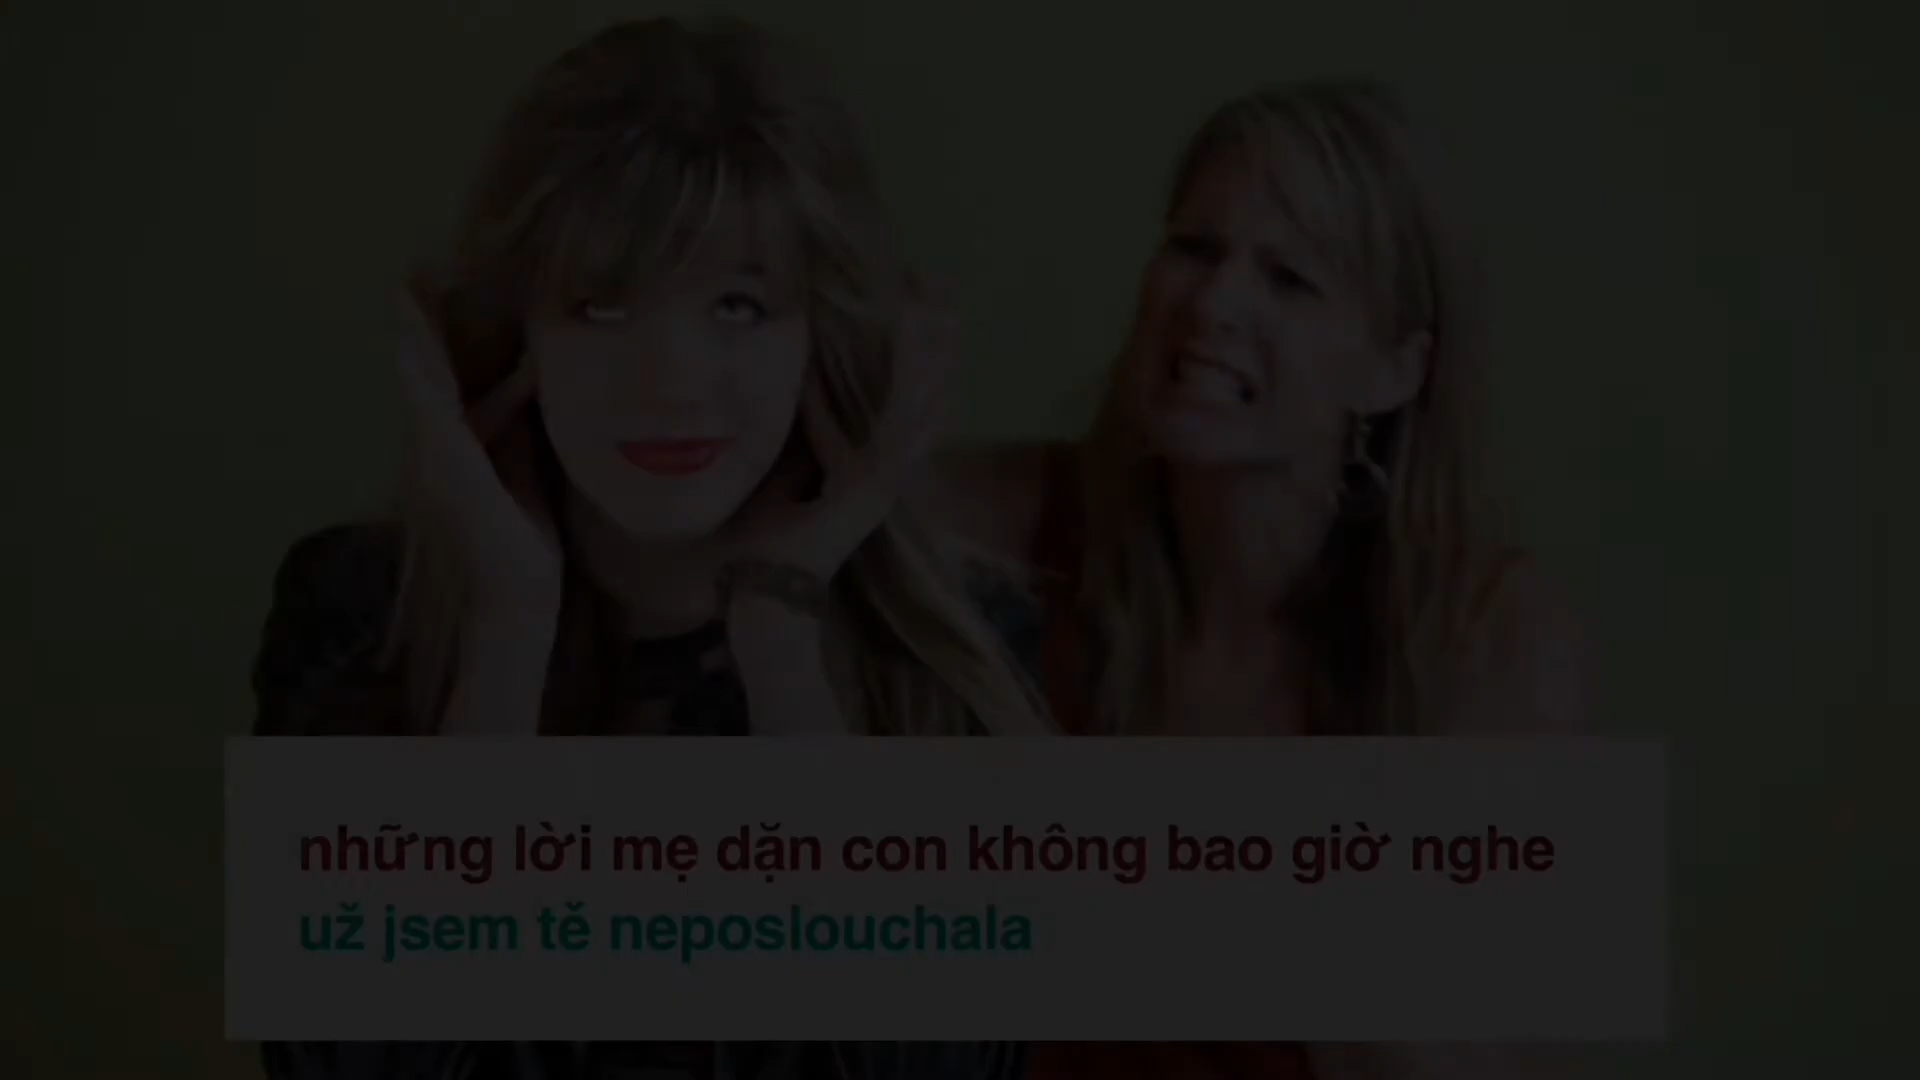 những lời mẹ dặn con không bao giờ nghe
už jsem tě neposlouchala